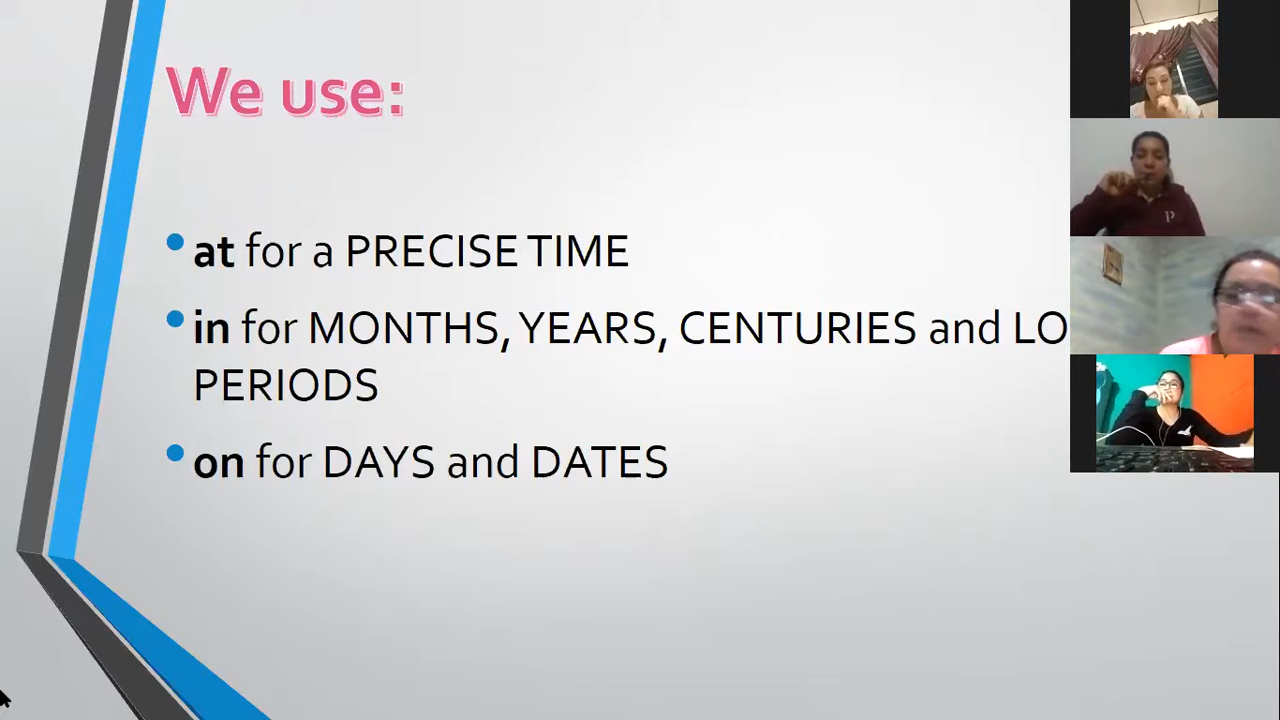 We use:
at for a PRECISE TIME
in for MONTHS, YEARS, CENTURIES and LO
PERIODS
on for DAYS and DATES
P